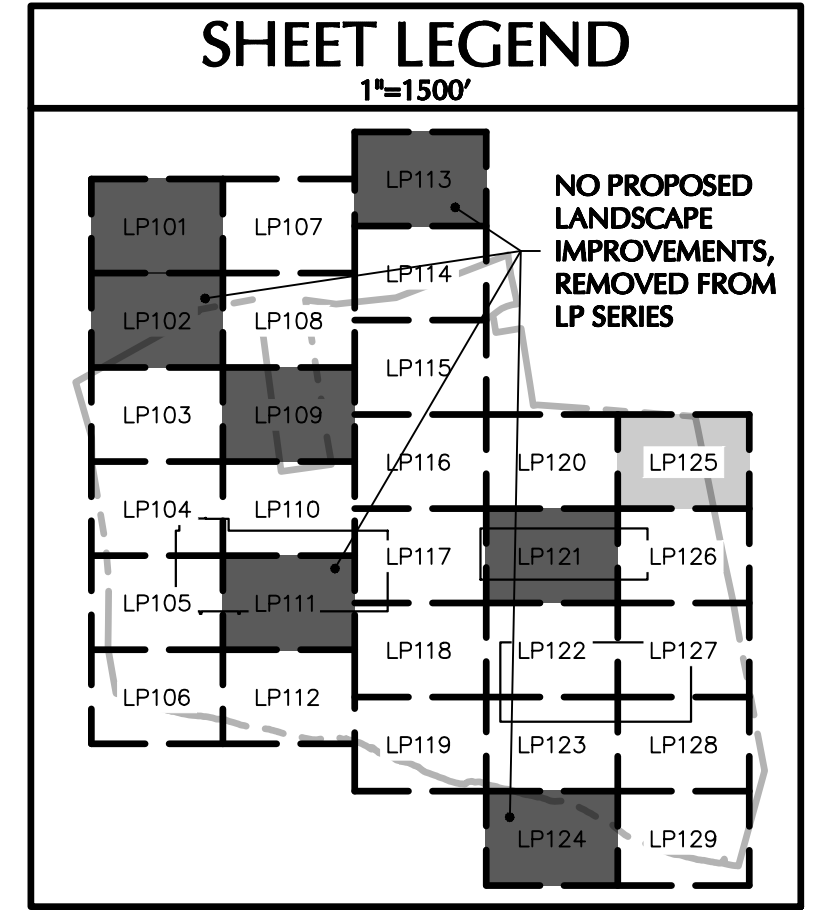 SHEET LEGEND
1"=1500'
LP113
NO PROPOSED
LANDSCAPE
IMPROVEMENTS,
REMOVED FROM
LP SERIES
LP101
LP107
LP114
LP102
LP108
LP115
LP103
LP109
LP116
LP120
LP125
LP104
LP110
LP117
LP121
LP126
LP105
LP111
LP118
LP122
LP127
LP106
LP112
LP119
LP123
LP128
LP124
LP129